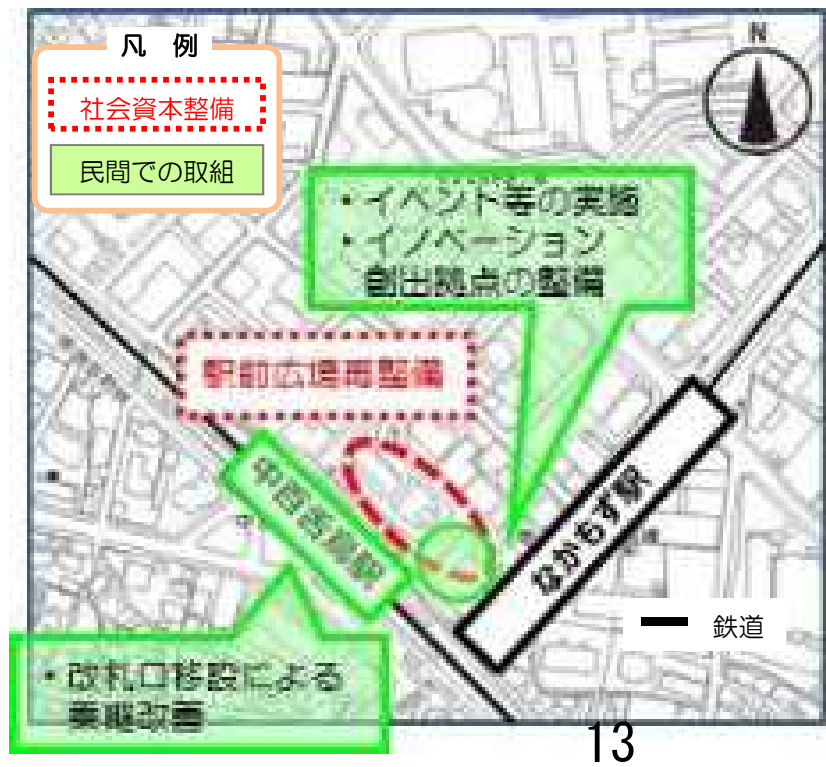 凡 例
社会資本整備
民間での取組
N
・イベント等の実施
・イノベーション
創出拠点の整備
駅前広場再整備
中百舌鳥駅
なかもず駅
鉄道
・改札口移設による
乗客改善
13